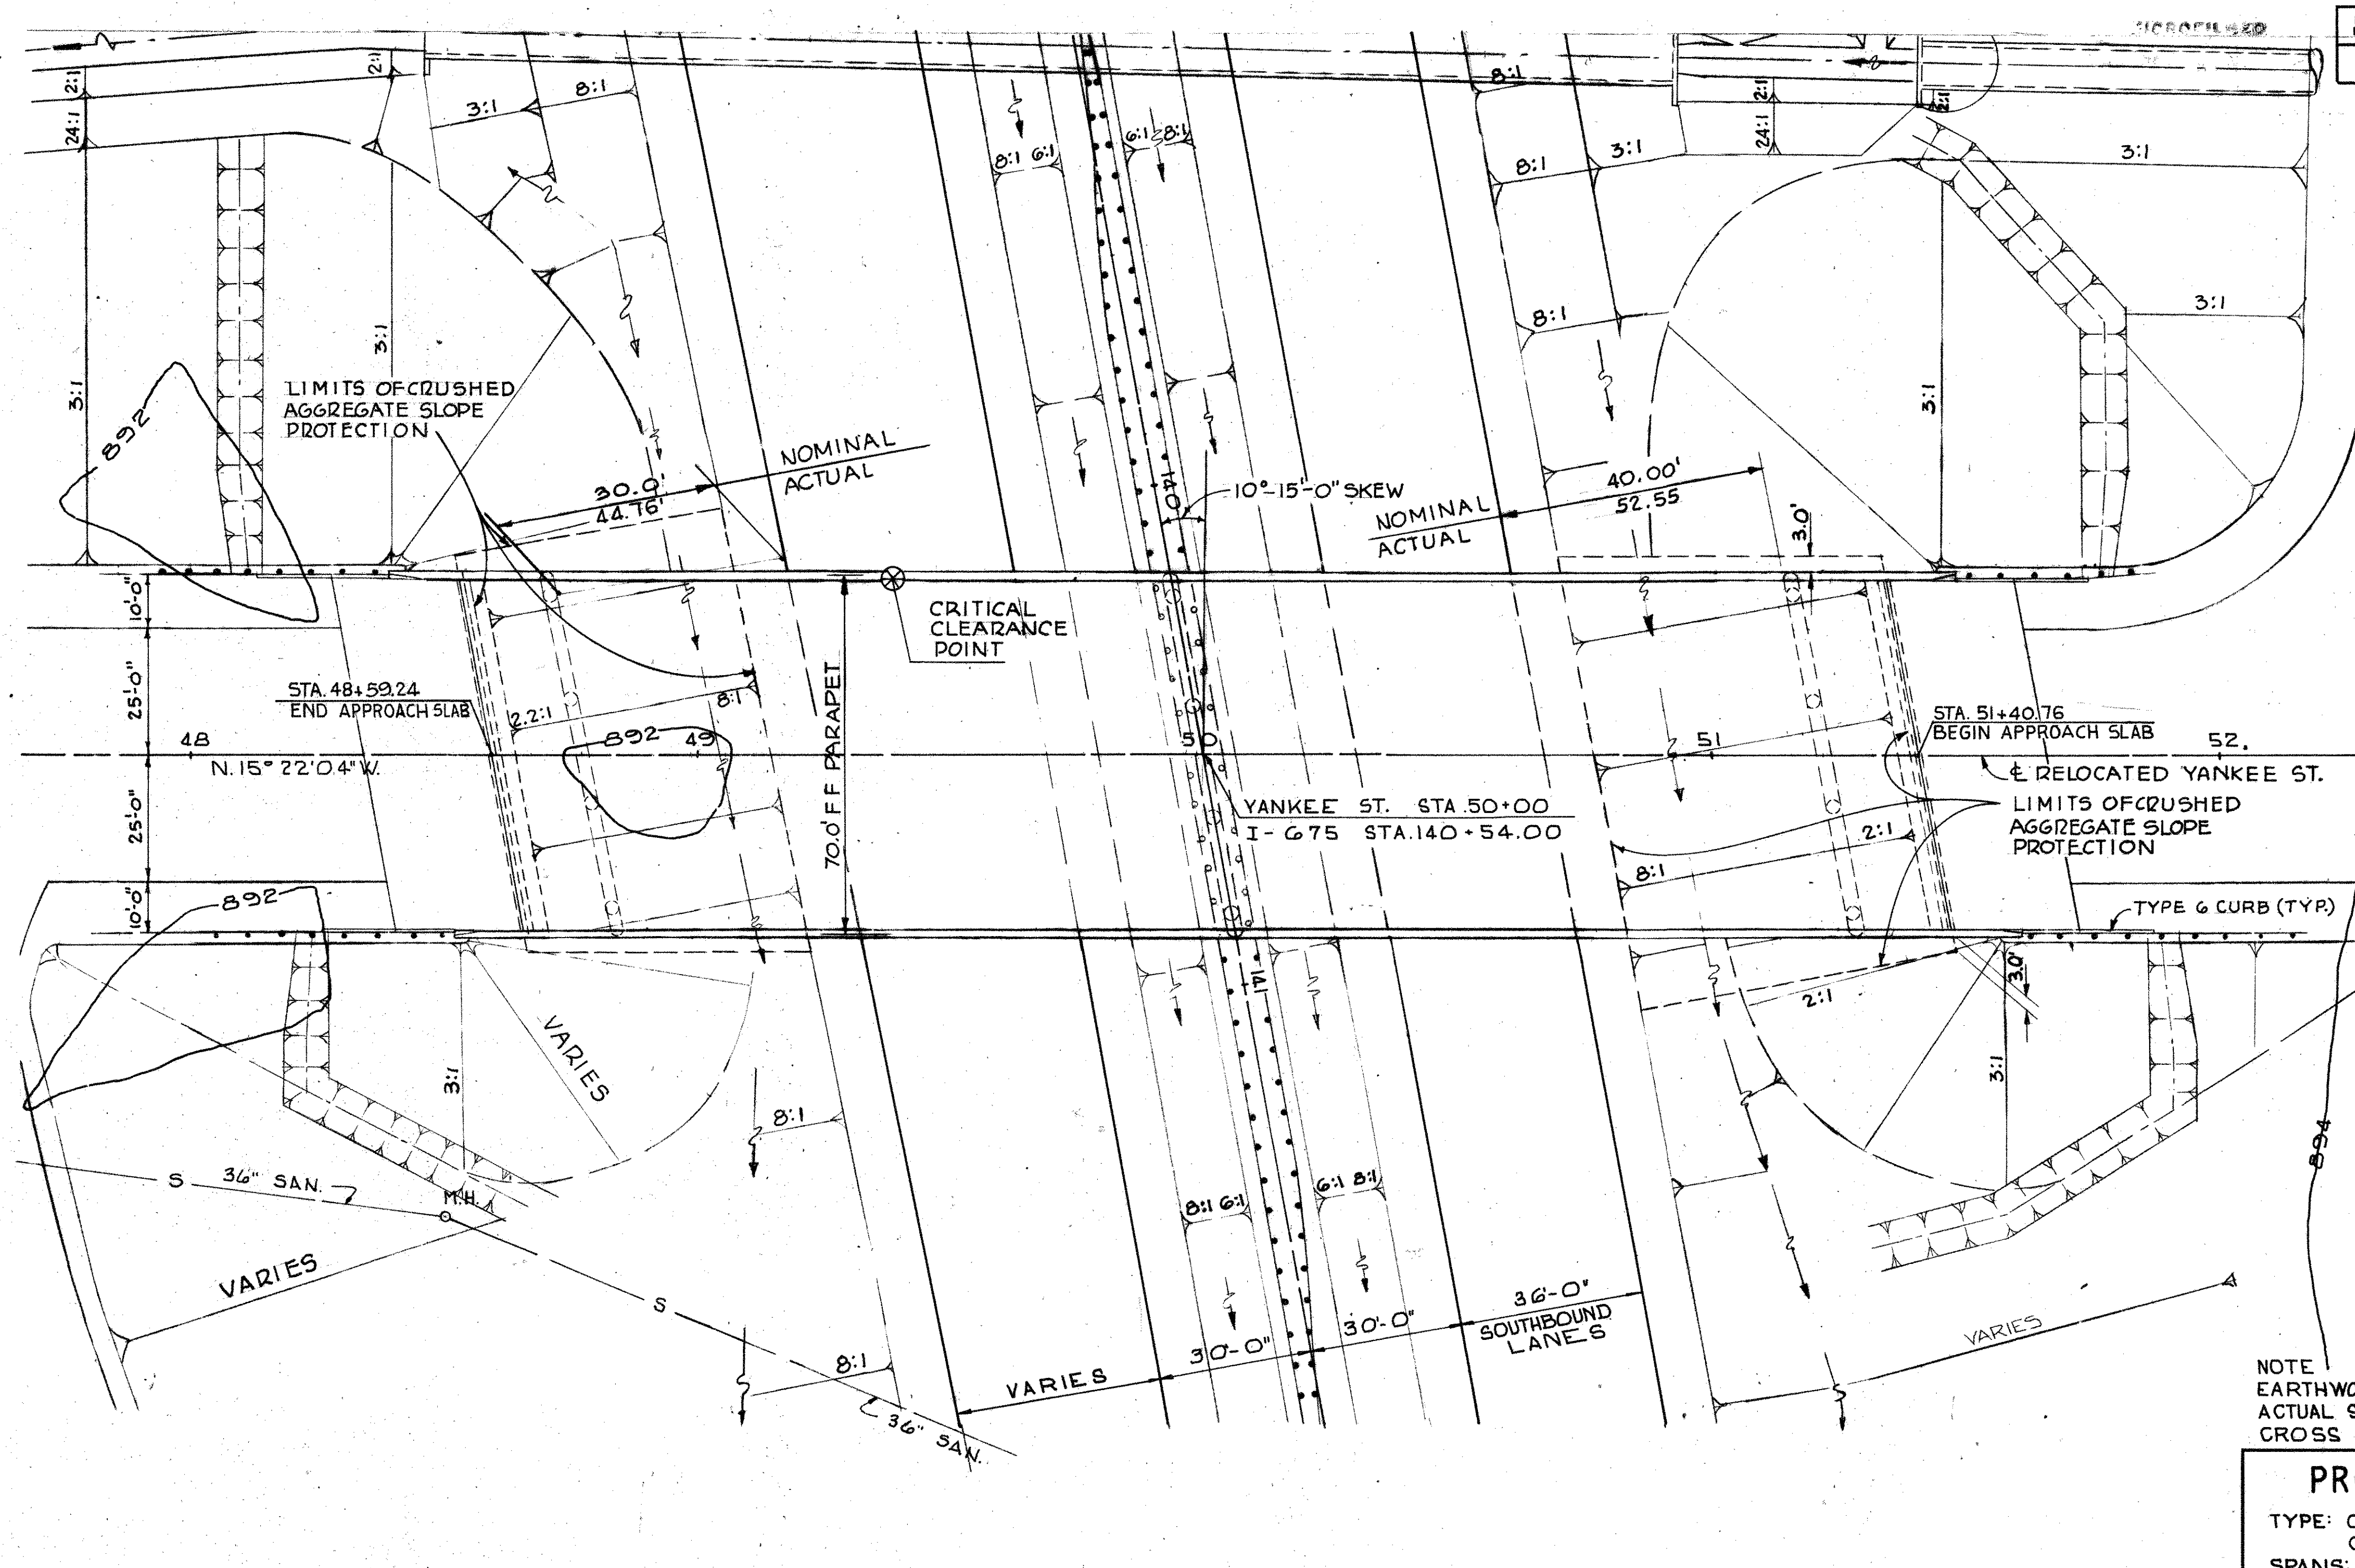 MICROFILMED
2:1
2:1
24:1
3:1
8:1
8:1 6:1
6:1 8:1
8:1
2:1
24:1
2:1
8:1
3:1
3:1
3:1
8:1
3:1
3:1
3:1
892
LIMITS OF CRUSHED
AGGREGATE SLOPE
PROTECTION
NOMINAL
ACTUAL
30.0'
44.76'
140
10°-15'-0" SKEW
NOMINAL
ACTUAL
40.00'
52.55
3.0'
10'-0"
25'-0"
25'-0"
10'-0"
CRITICAL
CLEARANCE
POINT
STA. 48+59.24
END APPROACH SLAB
2.2:1
8:1
70.0' F F PARAPET
STA. 51+40.76
BEGIN APPROACH SLAB
48
892
49
50
51
52.
N. 15° 22' 04" W.
℄ RELOCATED YANKEE ST.
YANKEE ST. STA. 50+00
I-675 STA. 140+54.00
LIMITS OF CRUSHED
AGGREGATE SLOPE
PROTECTION
2:1
8:1
892
TYPE 6 CURB (TYP.)
141
3.0'
2:1
VARIES
3:1
3:1
8:1
894
S
36" SAN.
M.H.
8:1 6:1
6:1 8:1
VARIES
S
36'-0"
SOUTHBOUND
LANES
30'-0"
30'-0"
VARIES
VARIES
8:1
36" SAN.
NOTE
EARTHWO
ACTUAL S
CROSS
PR
TYPE: C
SPANS: